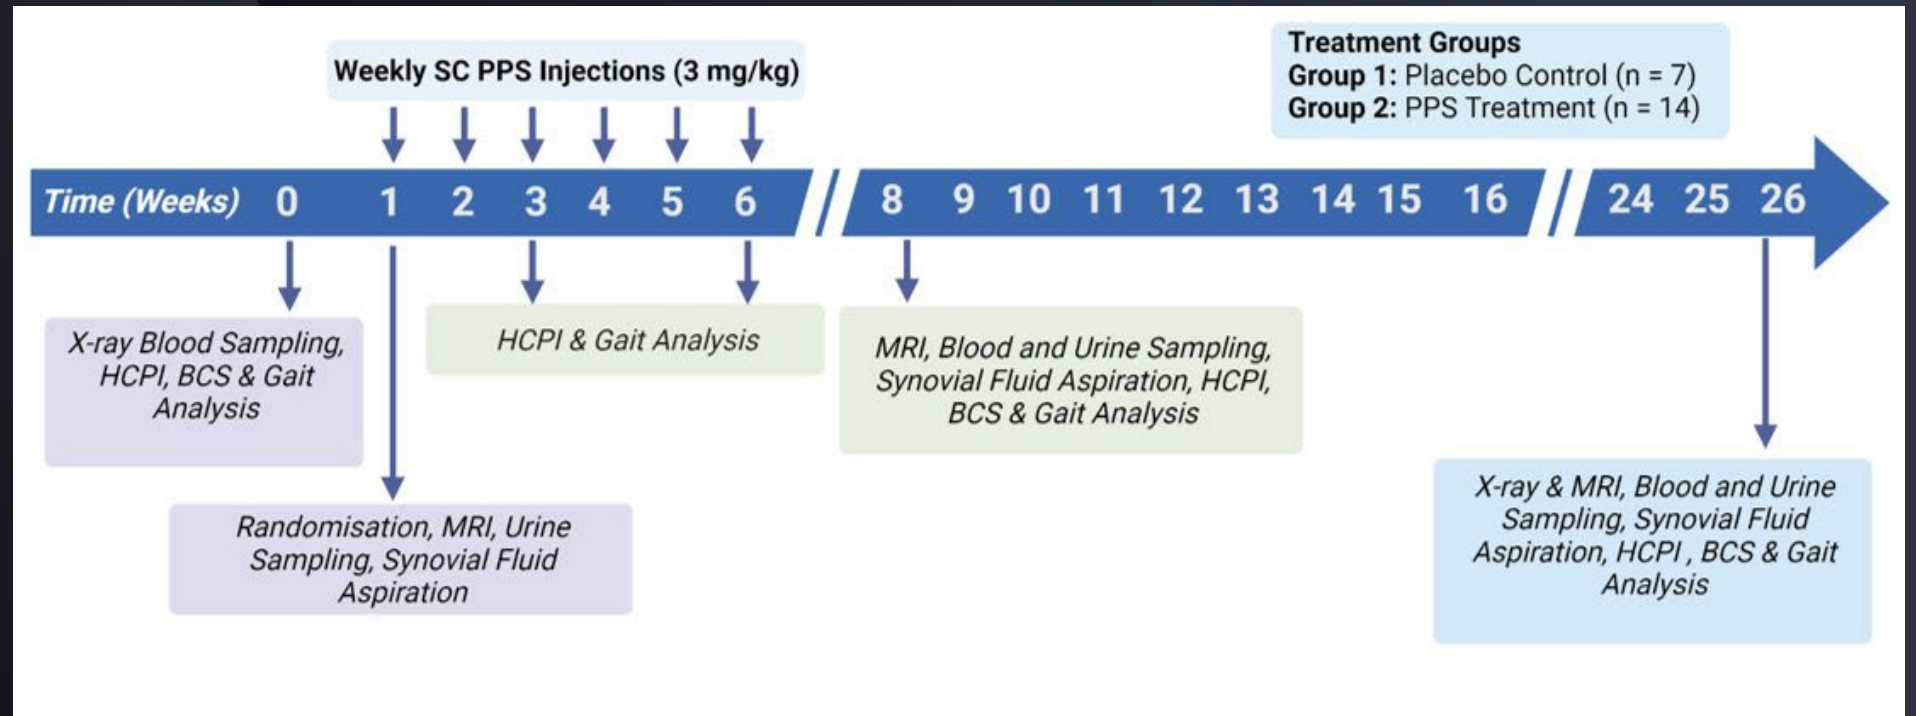 Weekly SC PPS Injections (3 mg/kg)
Treatment Groups
Group 1: Placebo Control (n = 7)
Group 2: PPS Treatment (n = 14)
Time (Weeks) 0 1 2 3 4 5 6 8 9 10 11 12 13 14 15 16 24 25 26
X-ray Blood Sampling,
HCPI, BCS & Gait
Analysis
HCPI & Gait Analysis
MRI, Blood and Urine Sampling,
Synovial Fluid Aspiration, HCPI,
BCS & Gait Analysis
Randomisation, MRI, Urine
Sampling, Synovial Fluid
Aspiration
X-ray & MRI, Blood and Urine
Sampling, Synovial Fluid
Aspiration, HCPI , BCS & Gait
Analysis